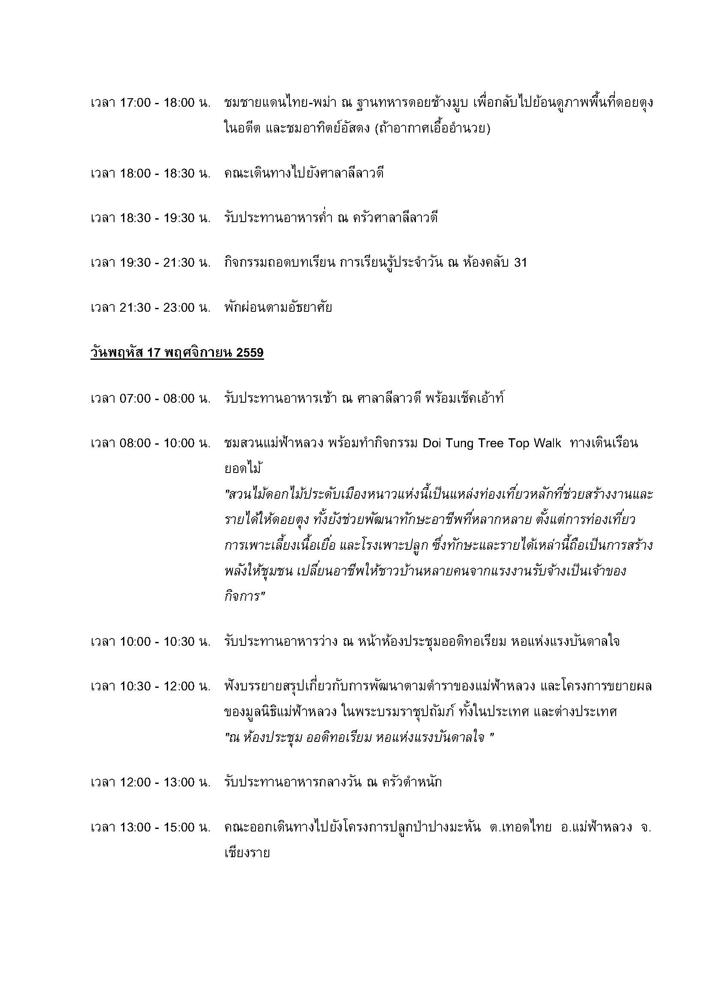 เวลา 17:00 - 18:00 น. ชมชายแดนไทย-พม่า ณ ฐานทหารดอยช้างมูบ เพื่อกลับไปย้อนดูภาพพื้นที่ดอยตุง
ในอดีต และชมอาทิตย์อัสดง (ถ้าอากาศเอื้ออำนวย)
เวลา 18:00 - 18:30 น. คณะเดินทางไปยังศาลาลีลาวดี
เวลา 18:30 - 19:30 น. รับประทานอาหารค่ำ ณ ครัวศาลาลีลาวดี
เวลา 19:30 - 21:30 น. กิจกรรมถอดบทเรียน การเรียนรู้ประจำวัน ณ ห้องคลับ 31
เวลา 21:30 - 23:00 น. พักผ่อนตามอัธยาศัย
วันพฤหัส 17 พฤศจิกายน 2559
เวลา 07:00 - 08:00 น. รับประทานอาหารเช้า ณ ศาลาลีลาวดี พร้อมเช็คเอ้าท์
เวลา 08:00 - 10:00 น. ชมสวนแม่ฟ้าหลวง พร้อมทำกิจกรรม Doi Tung Tree Top Walk ทางเดินเรือน
ยอดไม้
"สวนไม้ดอกไม้ประดับเมืองหนาวแห่งนี้เป็นแหล่งท่องเที่ยวหลักที่ช่วยสร้างงานและ
รายได้ให้ดอยตุง ทั้งยังช่วยพัฒนาทักษะอาชีพที่หลากหลาย ตั้งแต่การท่องเที่ยว
การเพาะเลี้ยงเนื้อเยื่อ และโรงเพาะปลูก ซึ่งทักษะและรายได้เหล่านี้ถือเป็นการสร้าง
พลังให้ชุมชน เปลี่ยนอาชีพให้ชาวบ้านหลายคนจากแรงงานรับจ้างเป็นเจ้าของ
กิจการ"
เวลา 10:00 - 10:30 น. รับประทานอาหารว่าง ณ หน้าห้องประชุมออดิทอเรียม หอแห่งแรงบันดาลใจ
เวลา 10:30 - 12:00 น. ฟังบรรยายสรุปเกี่ยวกับการพัฒนาตามตำราของแม่ฟ้าหลวง และโครงการขยายผล
ของมูลนิธิแม่ฟ้าหลวง ในพระบรมราชุปถัมภ์ ทั้งในประเทศ และต่างประเทศ
"ณ ห้องประชุม ออดิทอเรียม หอแห่งแรงบันดาลใจ "
เวลา 12:00 - 13:00 น. รับประทานอาหารกลางวัน ณ ครัวตำหนัก
เวลา 13:00 - 15:00 น. คณะออกเดินทางไปยังโครงการปลูกป่าปางมะหัน ต.เทอดไทย อ.แม่ฟ้าหลวง จ.
เชียงราย